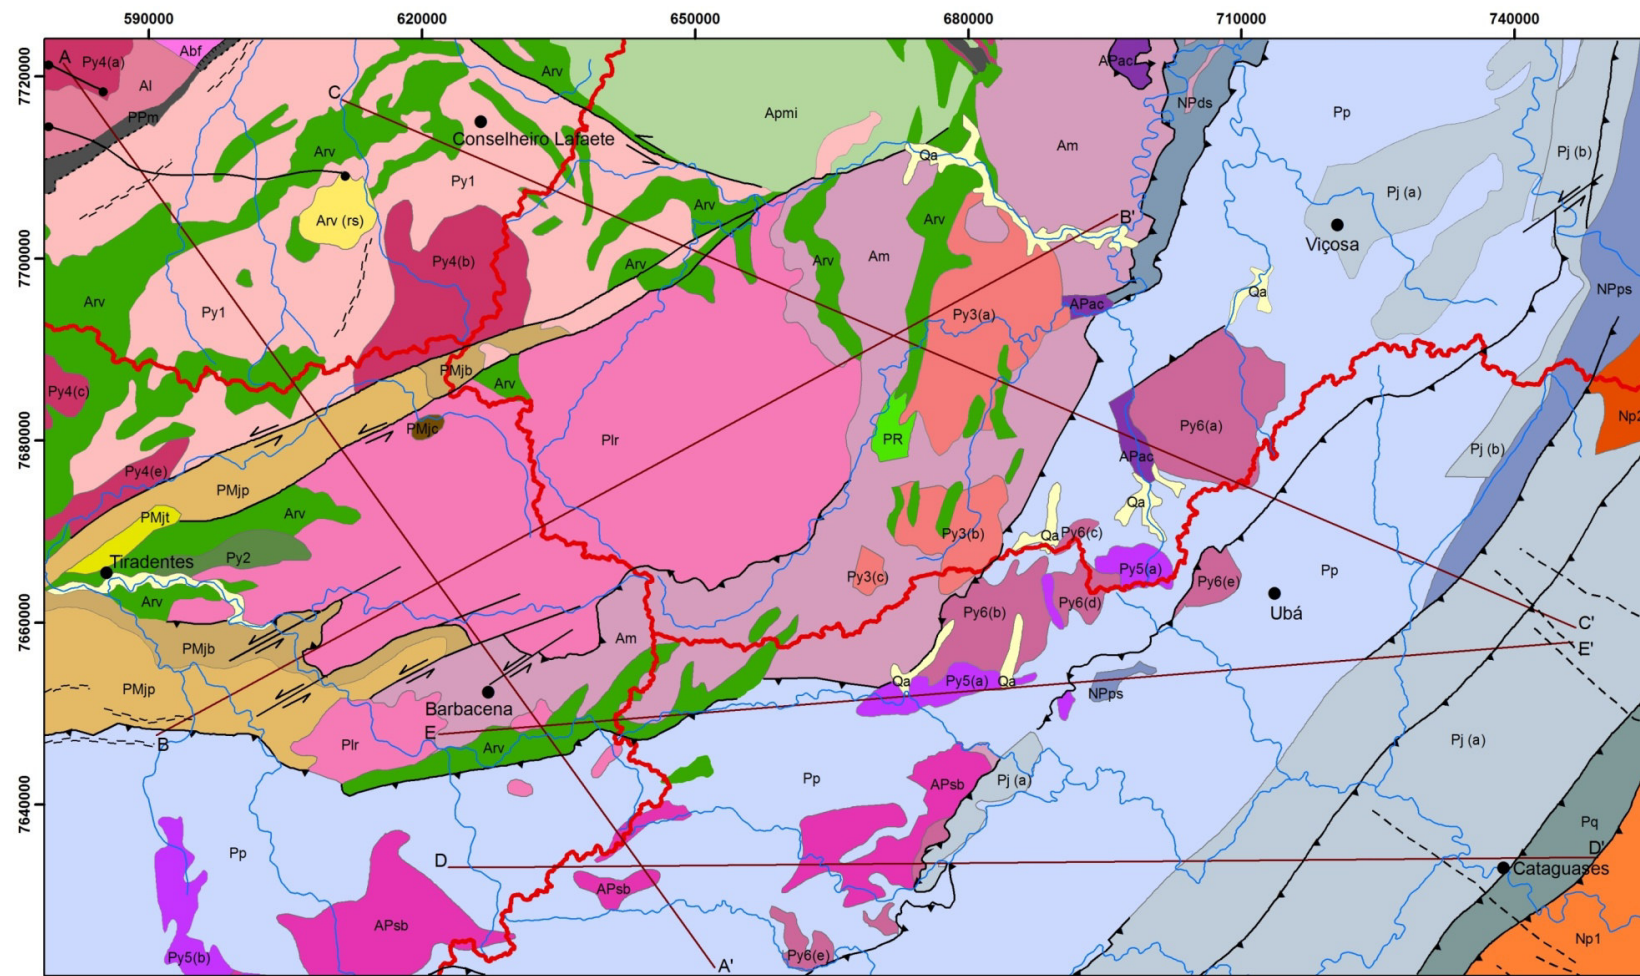 590000 620000 650000 680000 710000 740000
7720000
7700000
7680000
7660000
7640000
A
Py4(a)
Abf
Al
PPm
C
Conselheiro Lafaete
Arv
Apmi
APac
NPds
Pp
Pj (b)
Arv
Py1
Qa
Am
Pj (a)
Arv (rs)
Arv
Arv
B'
Viçosa
Py4(b)
Arv
Arv
Am
NPps
Arv
Py1
Py3(a)
APac
Qa
Py4(c)
PMjb
Arv
Np2
PMjc
Plr
PR
Py6(a)
Py4(e)
APac
Pj (b)
PMjp
Qa
PMjt
Arv
Py2
Qa
Py6(c)
Py3(b)
Tiradentes
Py3(c)
Py5(a)
Py6(e)
Pp
Arv
Py6(b)
Py6(d)
Ubá
C'
PMjb
Am
E'
PMjp
Qa
Py5(a)
Qa
NPps
Barbacena
B
Plr
E
Arv
Pj (a)
Pp
APsb
Pj (a)
Pq
Pp
D
D'
Cataguases
APsb
APsb
Py5(b)
Py6(e)
A'
Np1